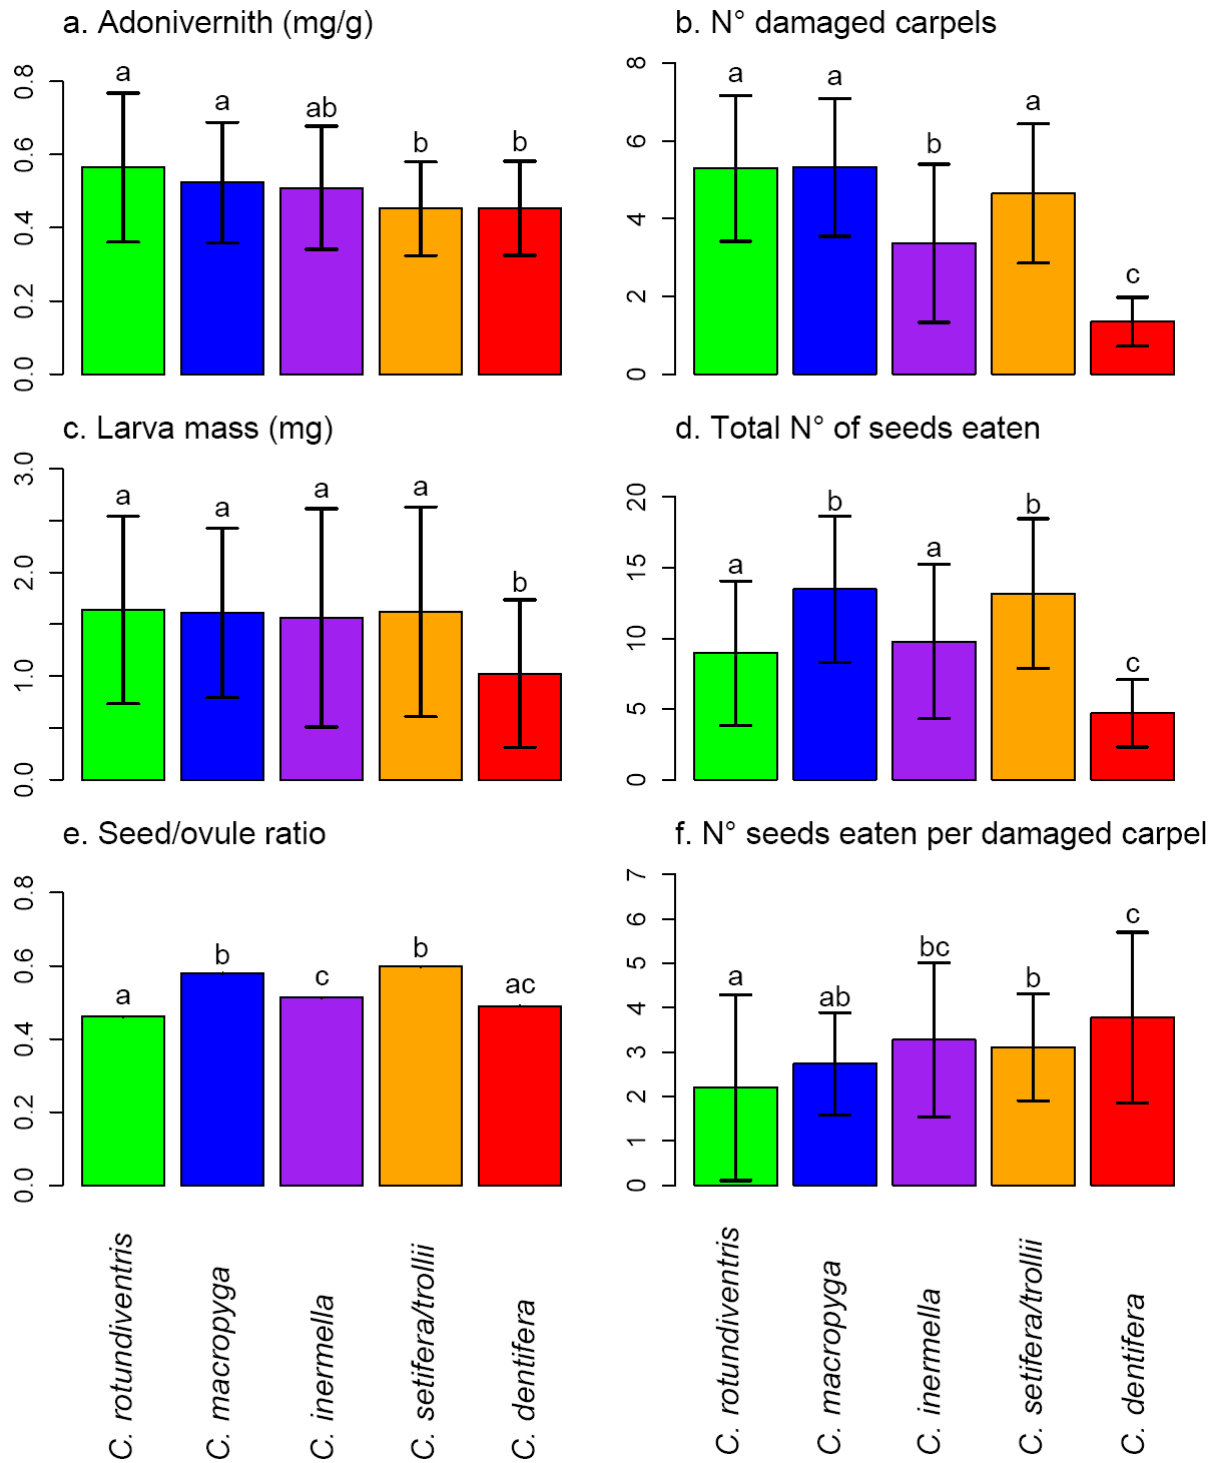 a. Adonivernith (mg/g)
0.8
0.6
0.4
0.2
0.0
a
a
ab
b
b
b. N° damaged carpels
8
6
4
2
0
a
a
b
a
c
c. Larva mass (mg)
3.0
2.0
1.0
0.0
a
a
a
a
b
d. Total N° of seeds eaten
20
15
10
5
0
a
b
a
b
c
e. Seed/ovule ratio
0.8
0.6
0.4
0.2
0.0
a
b
c
b
ac
f. N° seeds eaten per damaged carpel
7
6
5
4
3
2
1
0
a
ab
bc
b
c
C. rotundiventris
C. macropyga
C. inermella
C. setifera/trollii
C. dentifera
C. rotundiventris
C. macropyga
C. inermella
C. setifera/trollii
C. dentifera